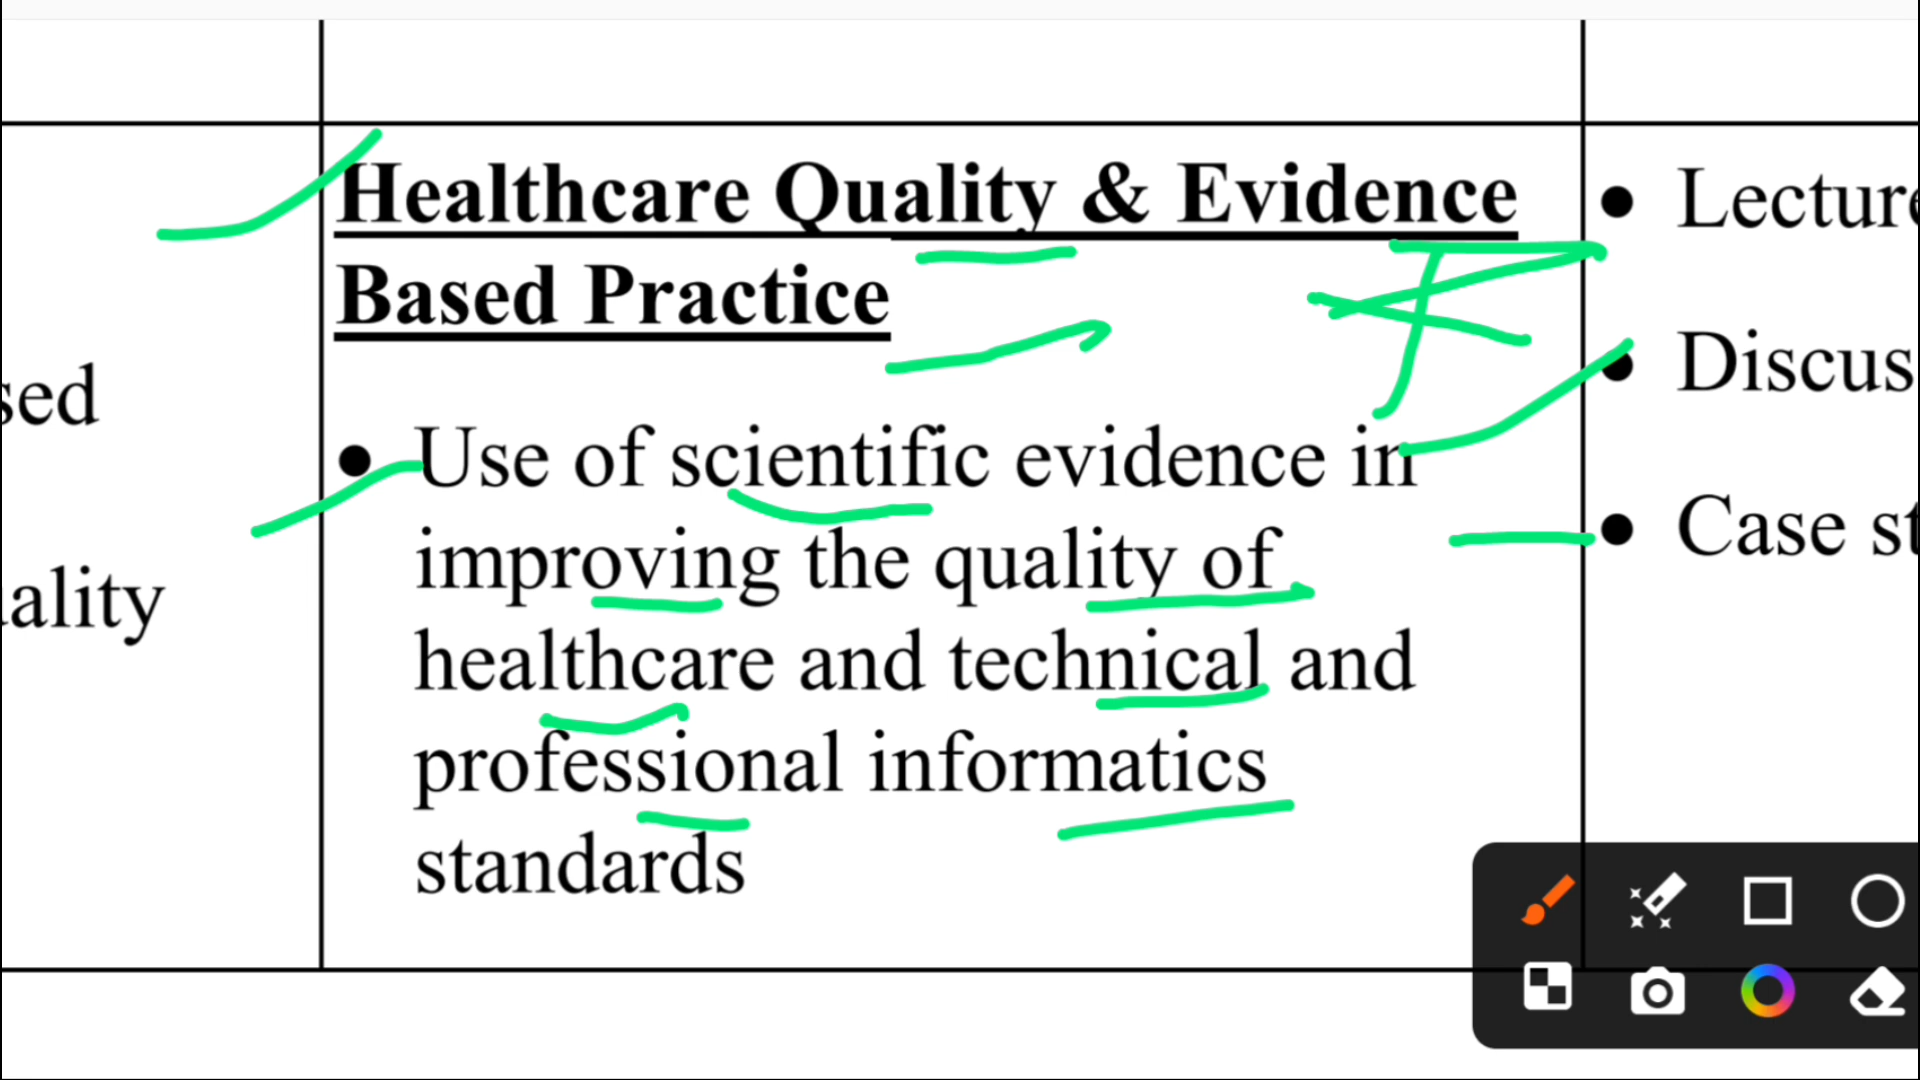 Healthcare Quality & Evidence
Based Practice
• Use of scientific evidence in
improving the quality of
healthcare and technical and
professional informatics
standards
• Lecture
• Discus
• Case st
sed
ality